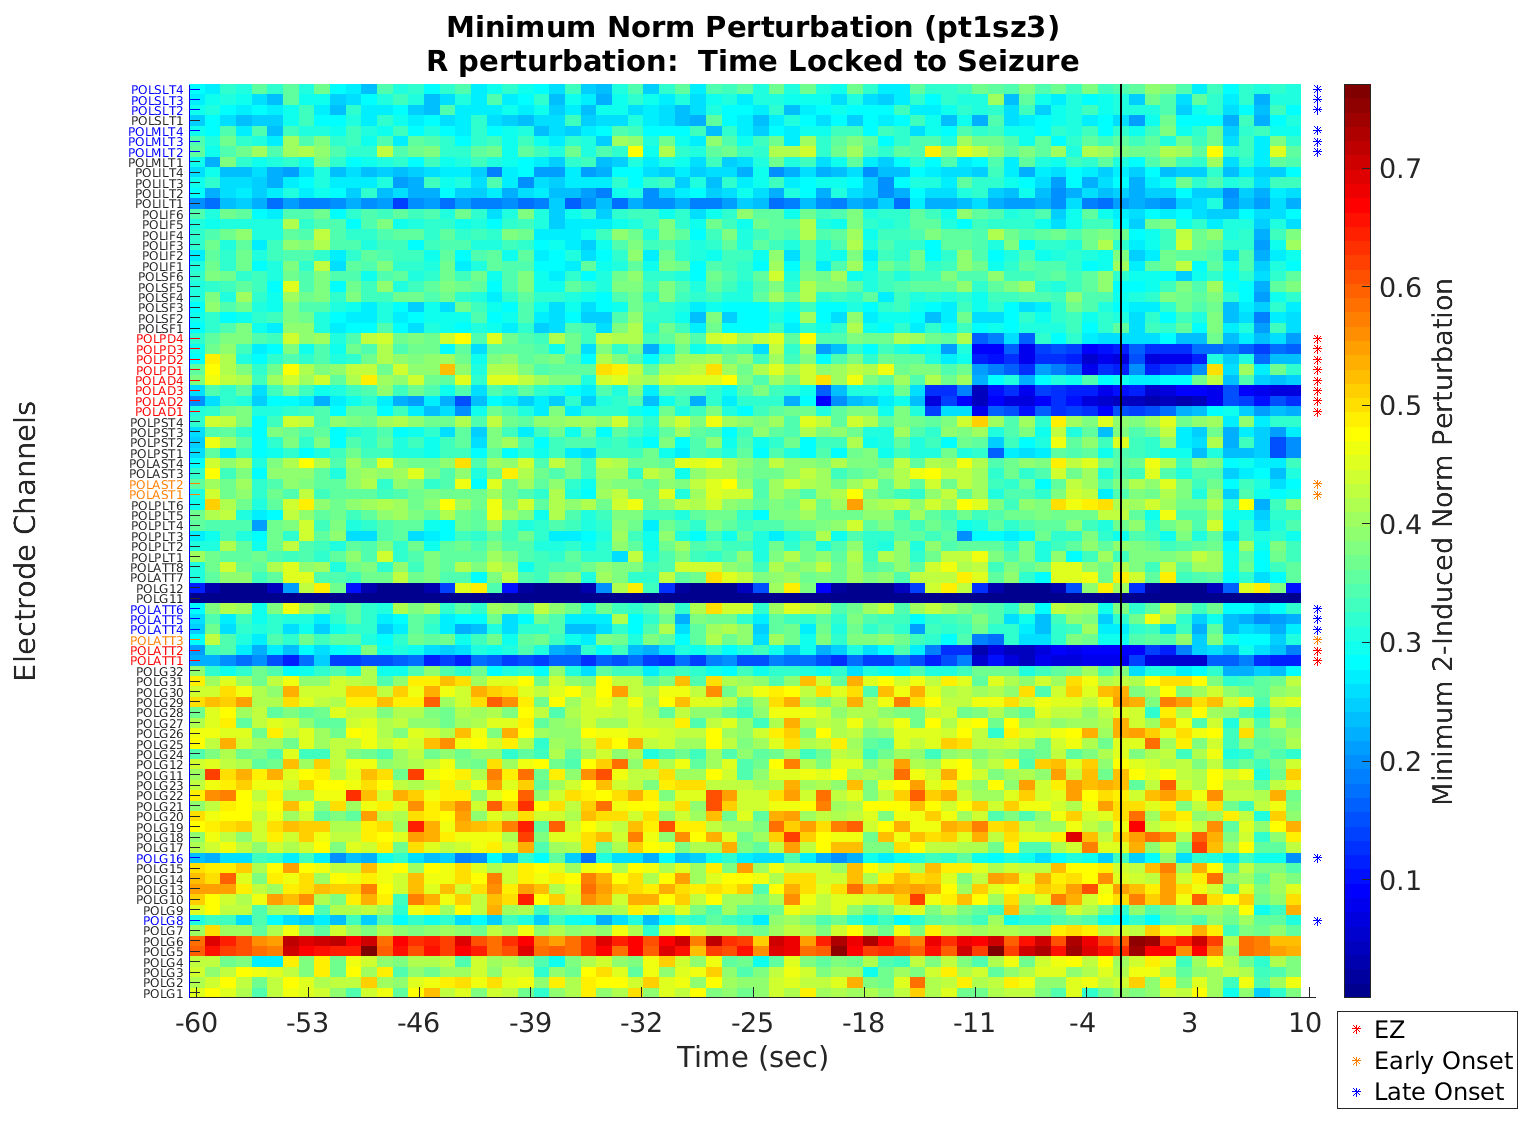 Minimum Norm Perturbation (pt1sz3)
R perturbation:  Time Locked to Seizure
Electrode Channels
POLSLT4
POLSLT3
POLSLT2
POLSLT1
POLMLT4
POLMLT3
POLMLT2
POLMLT1
POLILT4
POLILT3
POLILT2
POLILT1
POLIF6
POLIF5
POLIF4
POLIF3
POLIF2
POLIF1
POLSF6
POLSF5
POLSF4
POLSF3
POLSF2
POLSF1
POLPD4
POLPD3
POLPD2
POLPD1
POLAD4
POLAD3
POLAD2
POLAD1
POLPST4
POLPST3
POLPST2
POLPST1
POLAST4
POLAST3
POLAST2
POLAST1
POLPLT6
POLPLT5
POLPLT4
POLPLT3
POLPLT2
POLPLT1
POLATT8
POLATT7
POLG12
POLG11
POLATT6
POLATT5
POLATT4
POLATT3
POLATT2
POLATT1
POLG32
POLG31
POLG30
POLG29
POLG28
POLG27
POLG26
POLG25
POLG24
POLG12
POLG11
POLG23
POLG22
POLG21
POLG20
POLG19
POLG18
POLG17
POLG16
POLG15
POLG14
POLG13
POLG10
POLG9
POLG8
POLG7
POLG6
POLG5
POLG4
POLG3
POLG2
POLG1
-60 -53 -46 -39 -32 -25 -18 -11 -4 3 10
Time (sec)
0.7
0.6
0.5
0.4
0.3
0.2
0.1
Minimum 2-Induced Norm Perturbation
EZ
Early Onset
Late Onset